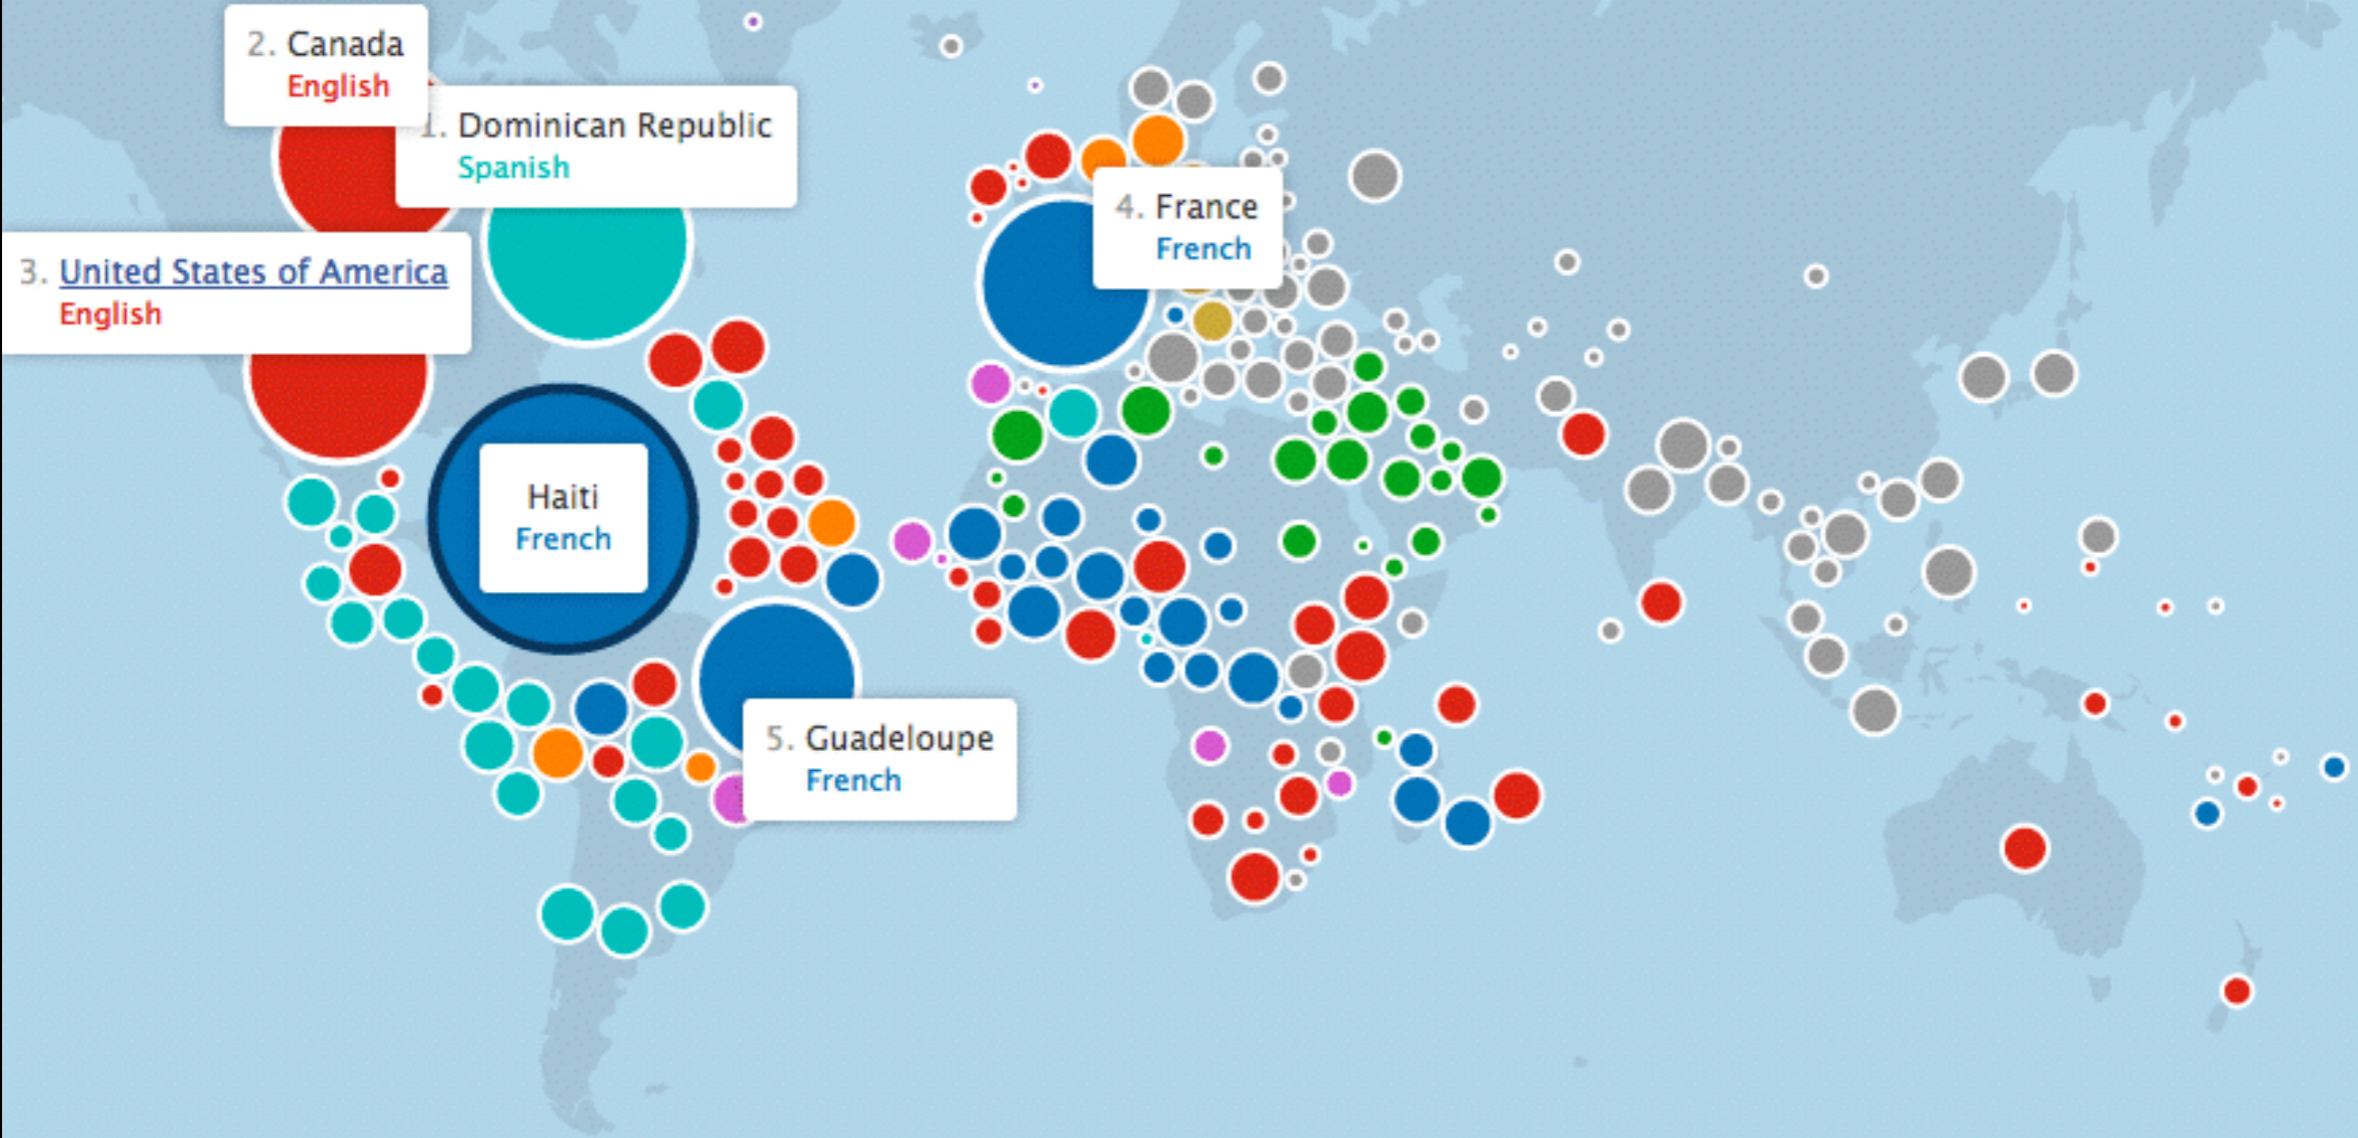 2. Canada
English
1. Dominican Republic
Spanish
4. France
French
3. United States of America
English
Haiti
French
5. Guadeloupe
French